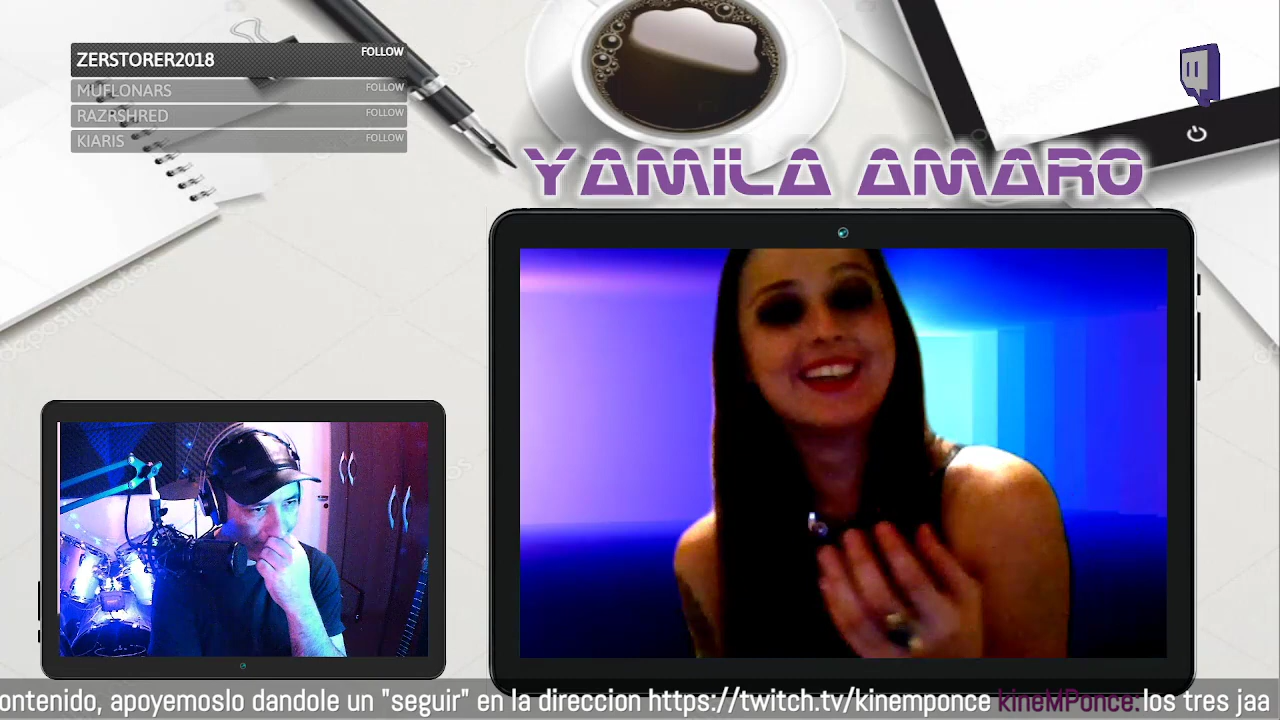 ZERSTORER2018 FOLLOW
MUFLONARS FOLLOW
RAZRSHRED FOLLOW
KIARIS FOLLOW
YAMiLA AMARO
ontenido, apoyemoslo dandole un "seguir" en la direccion https://twitch.tv/kinemponce kineMPonce: los tres jaa